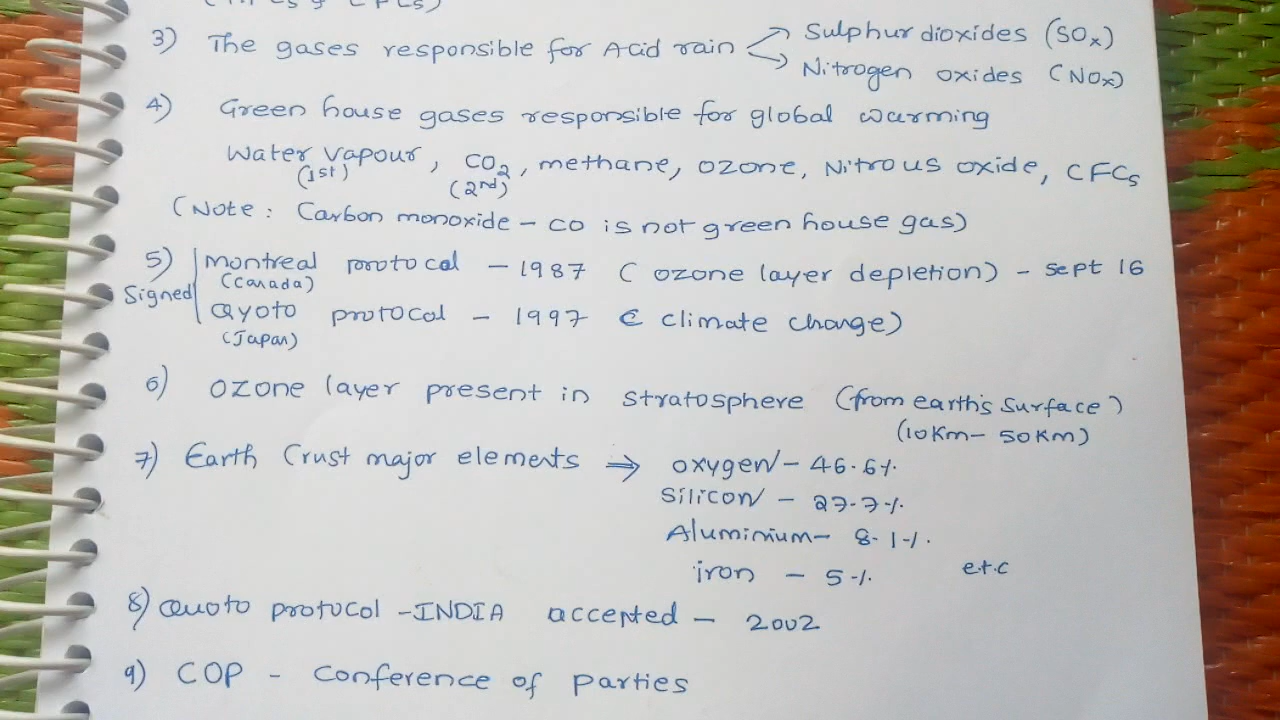 3) The gases responsible for Acid rain → Sulphur dioxides (SOx)
→ Nitrogen oxides (NOx)
4) Green house gases responsible for global warming
Water vapour, CO2, methane, Ozone, Nitrous oxide, CFCs
(1st) (2nd)
(Note: Carbon monoxide - CO is not green house gas)
5) Montreal protocal - 1987 (ozone layer depletion) - sept 16
(Canada)
Signed
Qyoto protocol - 1997 (climate change)
(Japan)
6) Ozone layer present in stratosphere (from earth's surface)
(10Km - 50Km)
7) Earth Crust major elements ⇒ oxygen - 46.6%
Silicon - 27.7%
Aluminium - 8.1%
iron - 5% e.t.c
8) protocol - INDIA accepted - 2002
9) COP - Conference of parties